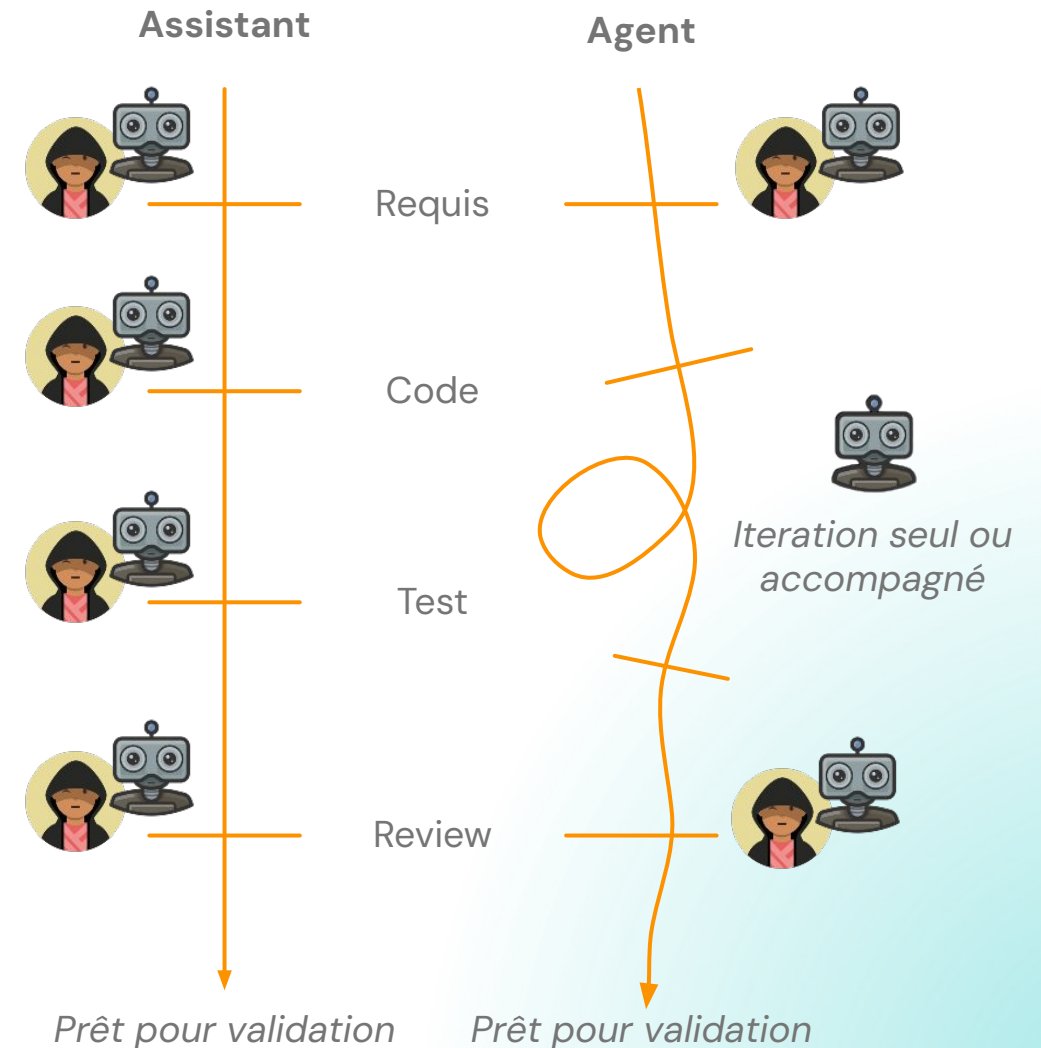 Assistant
Agent
Requis
Code
Iteration seul ou
accompagné
Test
Review
Prêt pour validation
Prêt pour validation